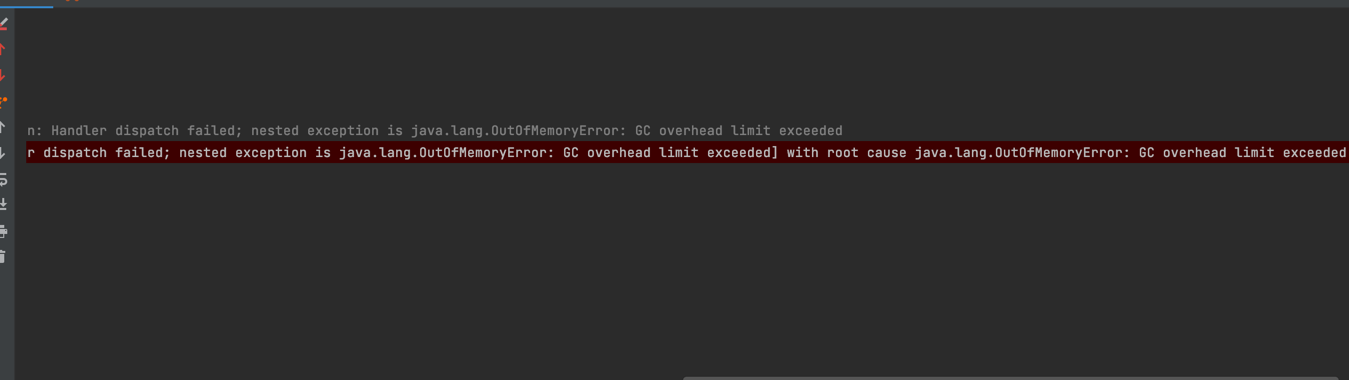 n: Handler dispatch failed; nested exception is java.lang.OutOfMemoryError: GC overhead limit exceeded
r dispatch failed; nested exception is java.lang.OutOfMemoryError: GC overhead limit exceeded] with root cause java.lang.OutOfMemoryError: GC overhead limit exceeded